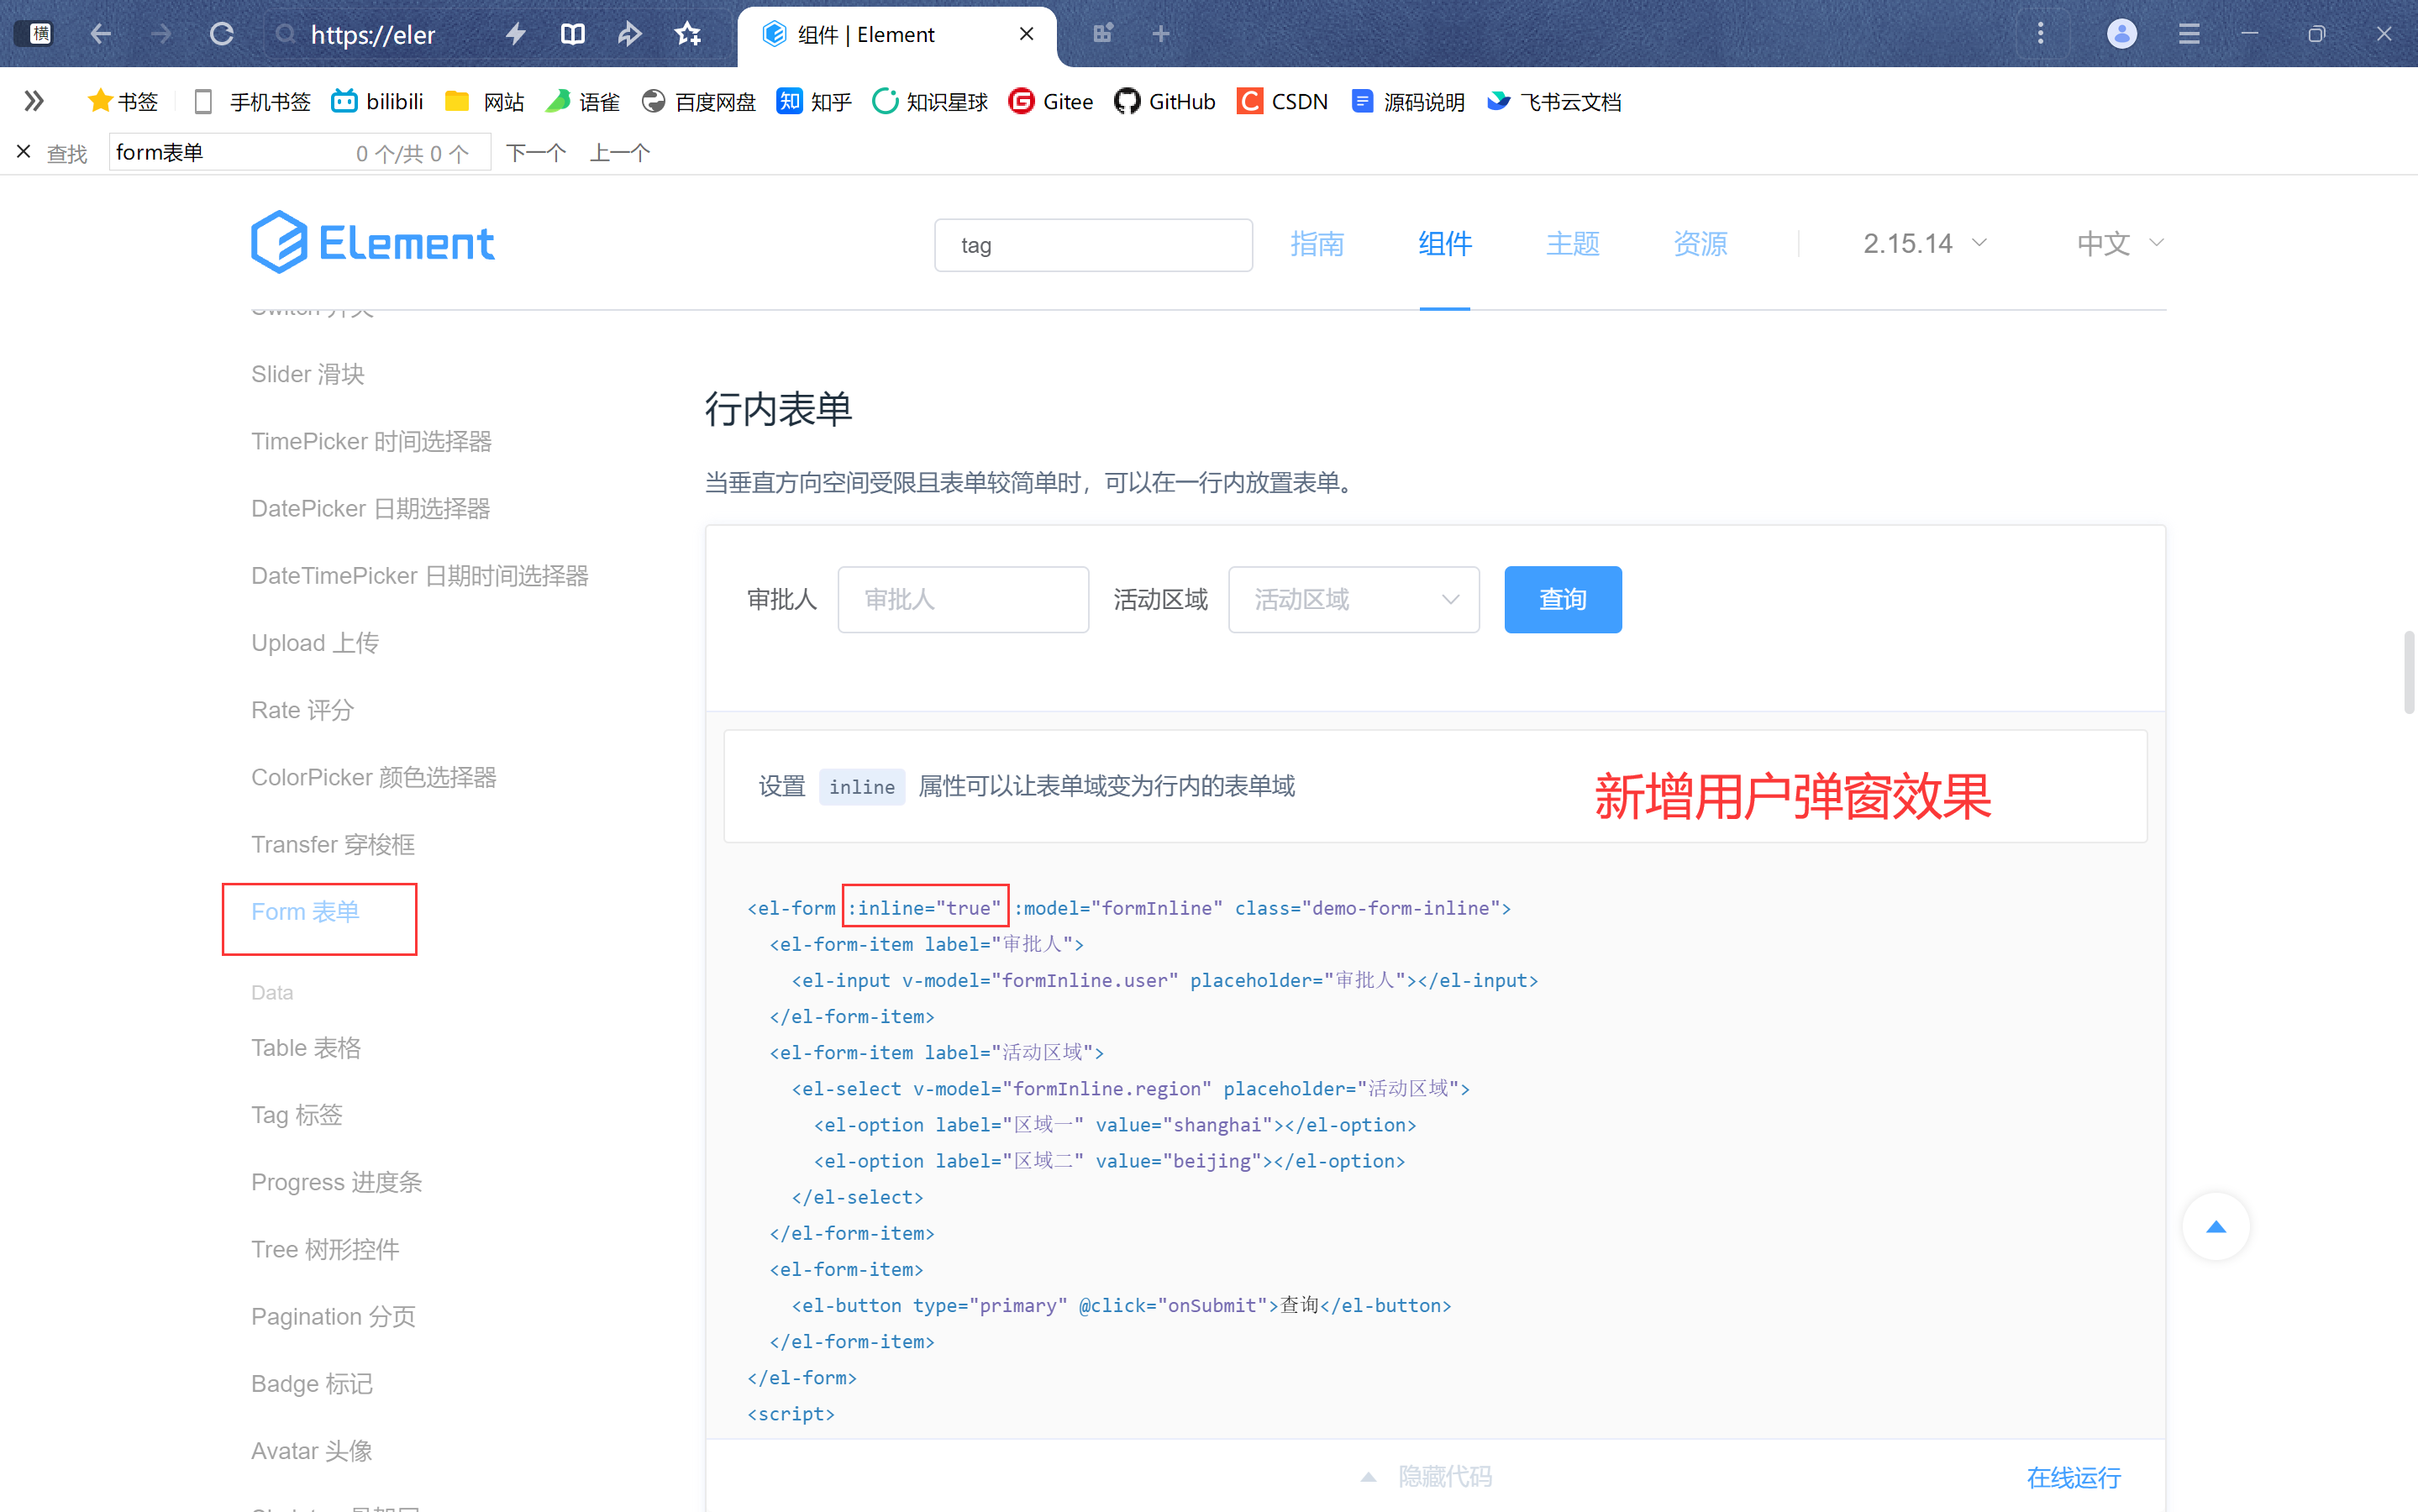 横
https://eler
组件 | Element
书签
手机书签
bilibili
网站
语雀
百度网盘
知乎
知识星球
Gitee
GitHub
CSDN
源码说明
飞书云文档
查找
form表单
0 个/共 0 个
下一个
上一个
Element
tag
指南
组件
主题
资源
2.15.14
中文
Switch 开关
Slider 滑块
TimePicker 时间选择器
DatePicker 日期选择器
DateTimePicker 日期时间选择器
Upload 上传
Rate 评分
ColorPicker 颜色选择器
Transfer 穿梭框
Form 表单
Data
Table 表格
Tag 标签
Progress 进度条
Tree 树形控件
Pagination 分页
Badge 标记
Avatar 头像
行内表单
当垂直方向空间受限且表单较简单时，可以在一行内放置表单。
审批人 审批人 活动区域 活动区域 查询
设置 inline 属性可以让表单域变为行内的表单域
新增用户弹窗效果
<el-form :inline="true" :model="formInline" class="demo-form-inline">
<el-form-item label="审批人">
<el-input v-model="formInline.user" placeholder="审批人"></el-input>
</el-form-item>
<el-form-item label="活动区域">
<el-select v-model="formInline.region" placeholder="活动区域">
<el-option label="区域一" value="shanghai"></el-option>
<el-option label="区域二" value="beijing"></el-option>
</el-select>
</el-form-item>
<el-form-item>
<el-button type="primary" @click="onSubmit">查询</el-button>
</el-form-item>
</el-form>
<script>
隐藏代码
在线运行